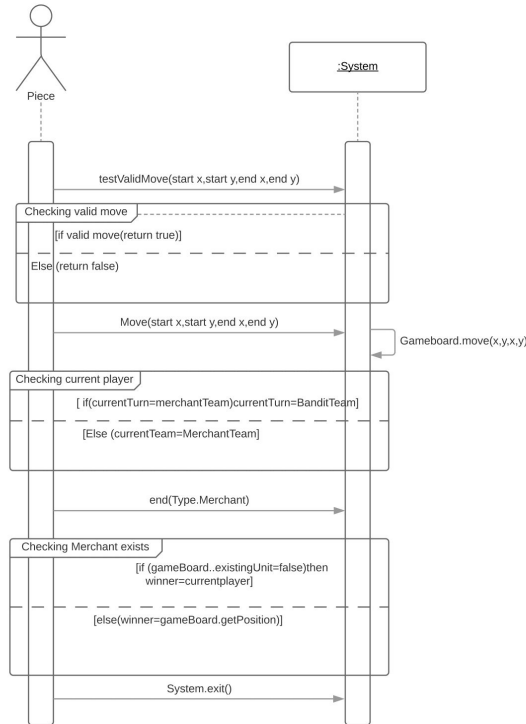 Piece
:System
testValidMove(start x,start y,end x,end y)
Checking valid move
[if valid move(return true)]
Else (return false)
Move(start x,start y,end x,end y)
Gameboard.move(x,y,x,y)
Checking current player
[ if(currentTurn=merchantTeam)currentTurn=BanditTeam]
[Else (currentTeam=MerchantTeam]
end(Type.Merchant)
Checking Merchant exists
[if (gameBoard..existingUnit=false)then
winner=currentplayer]
[else(winner=gameBoard.getPosition)]
System.exit()